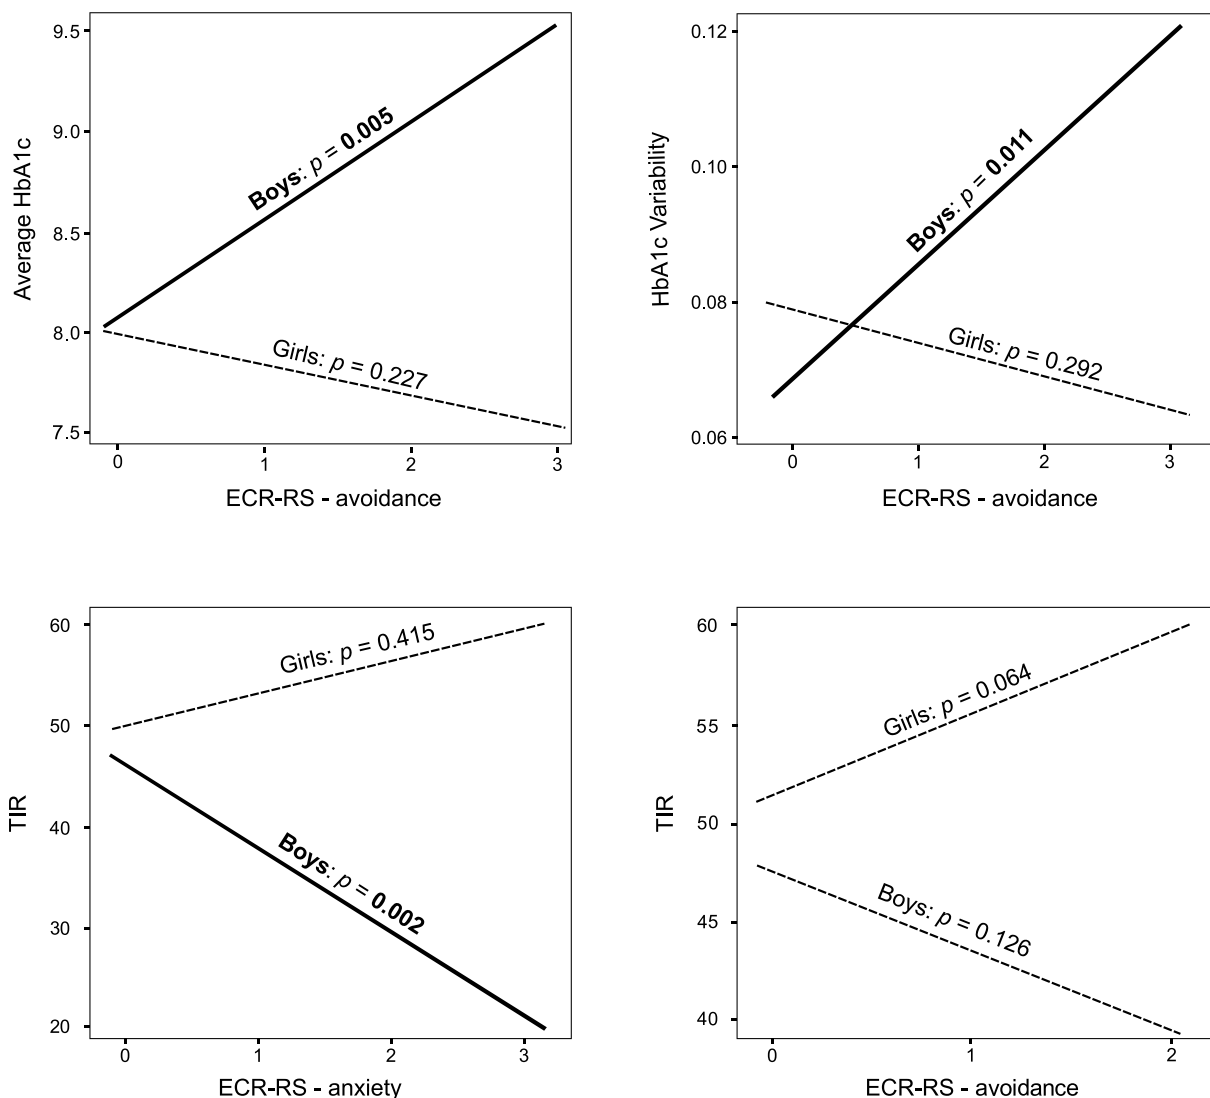 9.5
9.0
8.5
8.0
7.5
Average HbA1c
Boys: p = 0.005
Girls: p = 0.227
0 1 2 3
ECR-RS - avoidance
0.12
0.10
0.08
0.06
HbA1c Variability
Boys: p = 0.011
Girls: p = 0.292
0 1 2 3
ECR-RS - avoidance
60
50
40
30
20
TIR
Girls: p = 0.415
Boys: p = 0.002
0 1 2 3
ECR-RS - anxiety
60
55
50
45
40
TIR
Girls: p = 0.064
Boys: p = 0.126
0 1 2
ECR-RS - avoidance